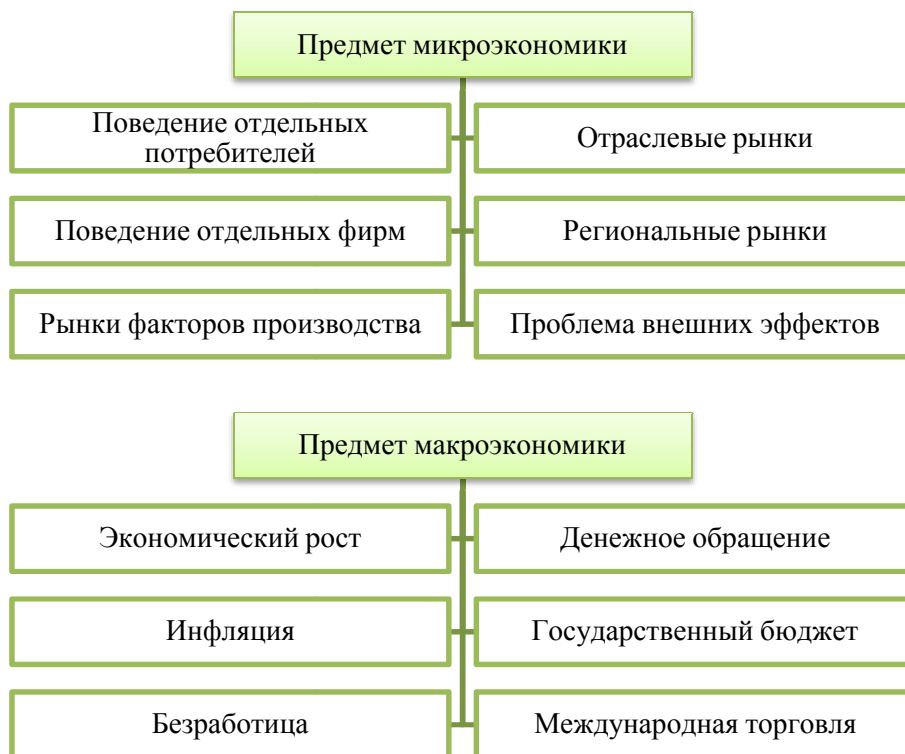 Предмет микроэкономики
Поведение отдельных
потребителей
Отраслевые рынки
Поведение отдельных фирм
Региональные рынки
Рынки факторов производства
Проблема внешних эффектов
Предмет макроэкономики
Экономический рост
Денежное обращение
Инфляция
Государственный бюджет
Безработица
Международная торговля